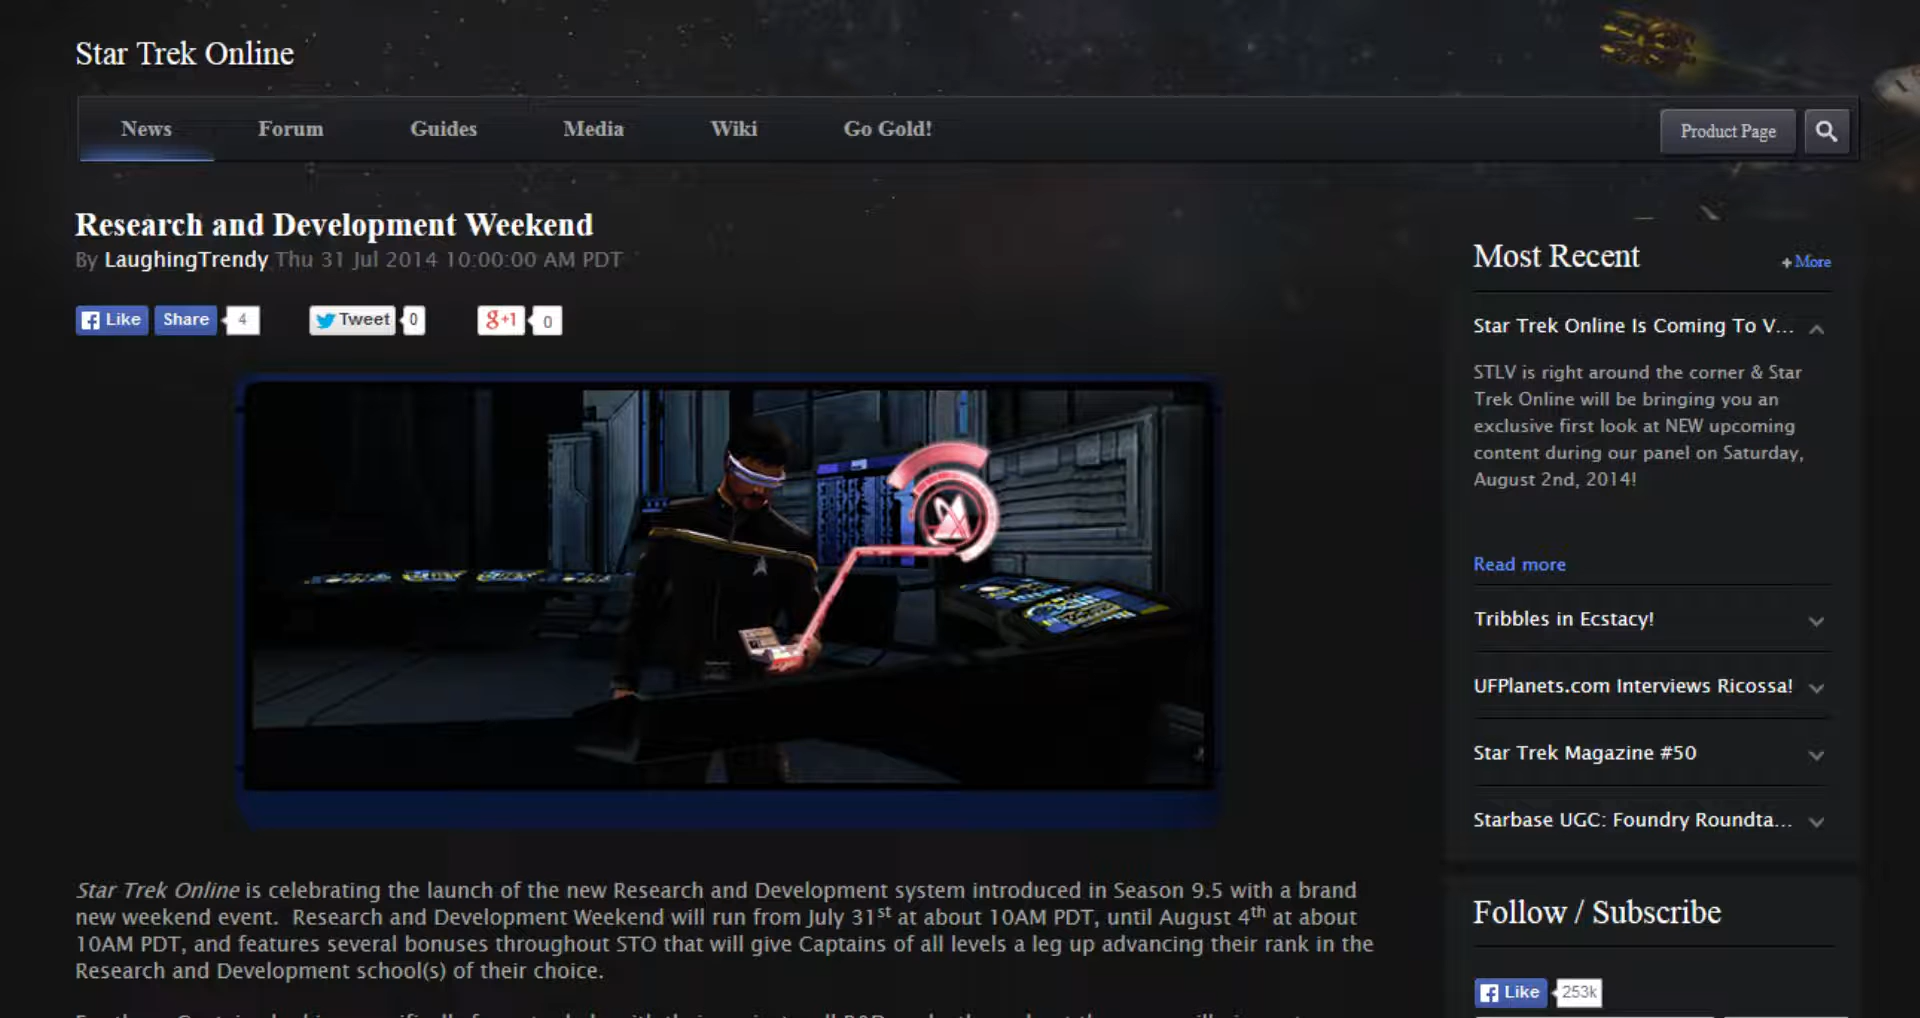 Star Trek Online
News Forum Guides Media Wiki Go Gold! Product Page
Research and Development Weekend
By LaughingTrendy Thu 31 Jul 2014 10:00:00 AM PDT
Like Share 4 Tweet 0 g+1 0
Star Trek Online is celebrating the launch of the new Research and Development system introduced in Season 9.5 with a brand
new weekend event. Research and Development Weekend will run from July 31st at about 10AM PDT, until August 4th at about
10AM PDT, and features several bonuses throughout STO that will give Captains of all levels a leg up advancing their rank in the
Research and Development school(s) of their choice.
Most Recent
+ More
Star Trek Online Is Coming To V...
STLV is right around the corner & Star
Trek Online will be bringing you an
exclusive first look at NEW upcoming
content during our panel on Saturday,
August 2nd, 2014!
Read more
Tribbles in Ecstacy!
UFPlanets.com Interviews Ricossa!
Star Trek Magazine #50
Starbase UGC: Foundry Roundta...
Follow / Subscribe
Like 253k